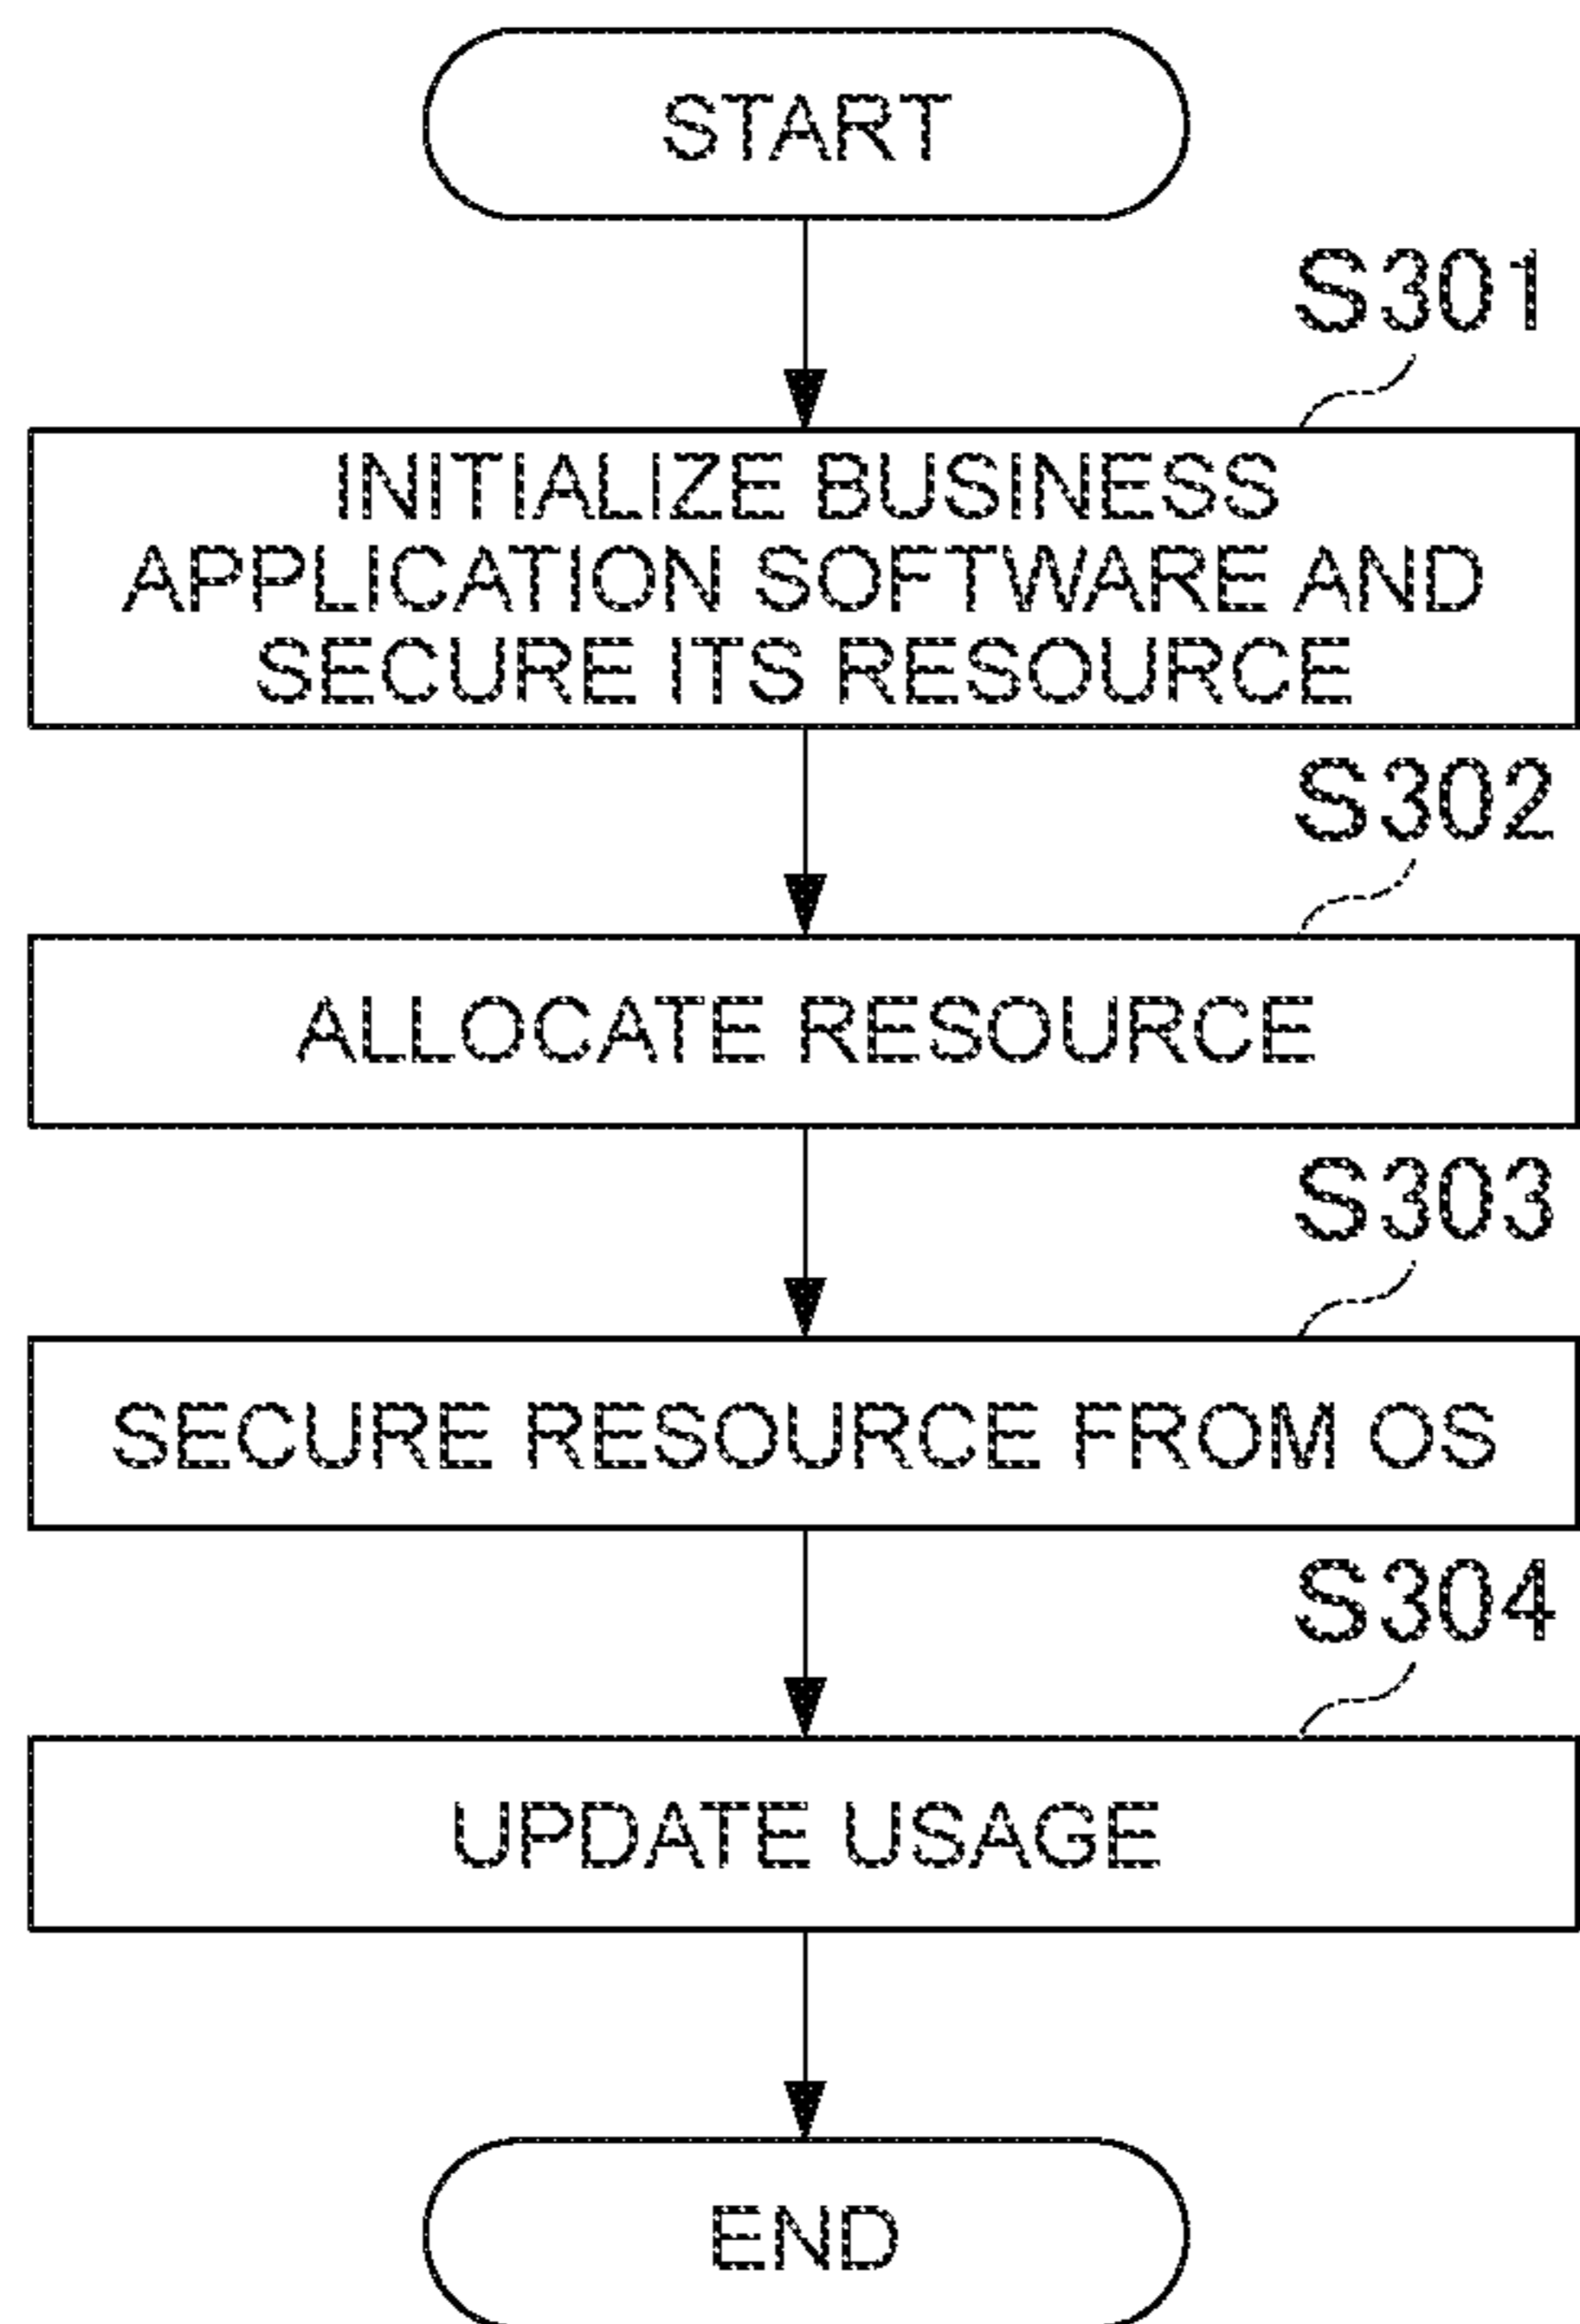 START
S301
INITIALIZE BUSINESS
APPLICATION SOFTWARE AND
SECURE ITS RESOURCE
S302
ALLOCATE RESOURCE
S303
SECURE RESOURCE FROM OS
S304
UPDATE USAGE
END